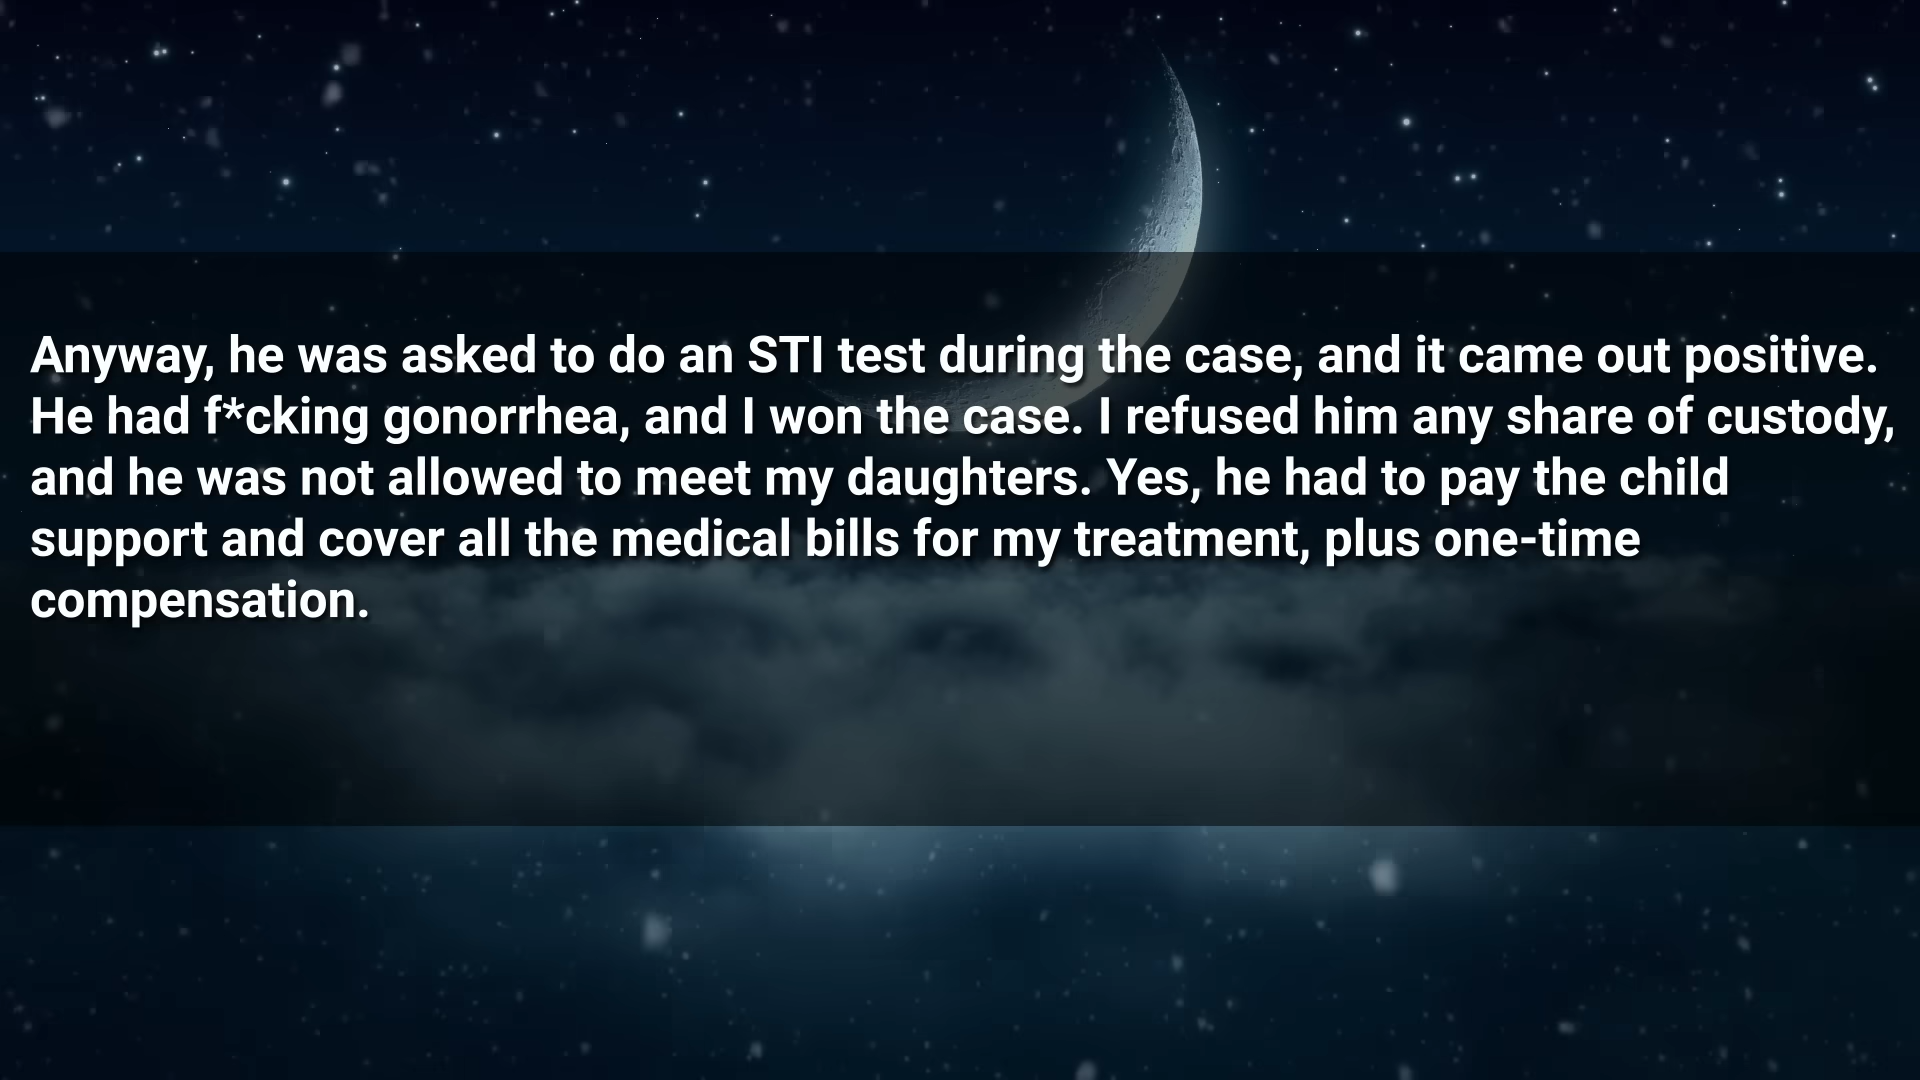 Anyway, he was asked to do an STI test during the case, and it came out positive.
He had f*cking gonorrhea, and I won the case. I refused him any share of custody,
and he was not allowed to meet my daughters. Yes, he had to pay the child
support and cover all the medical bills for my treatment, plus one-time
compensation.